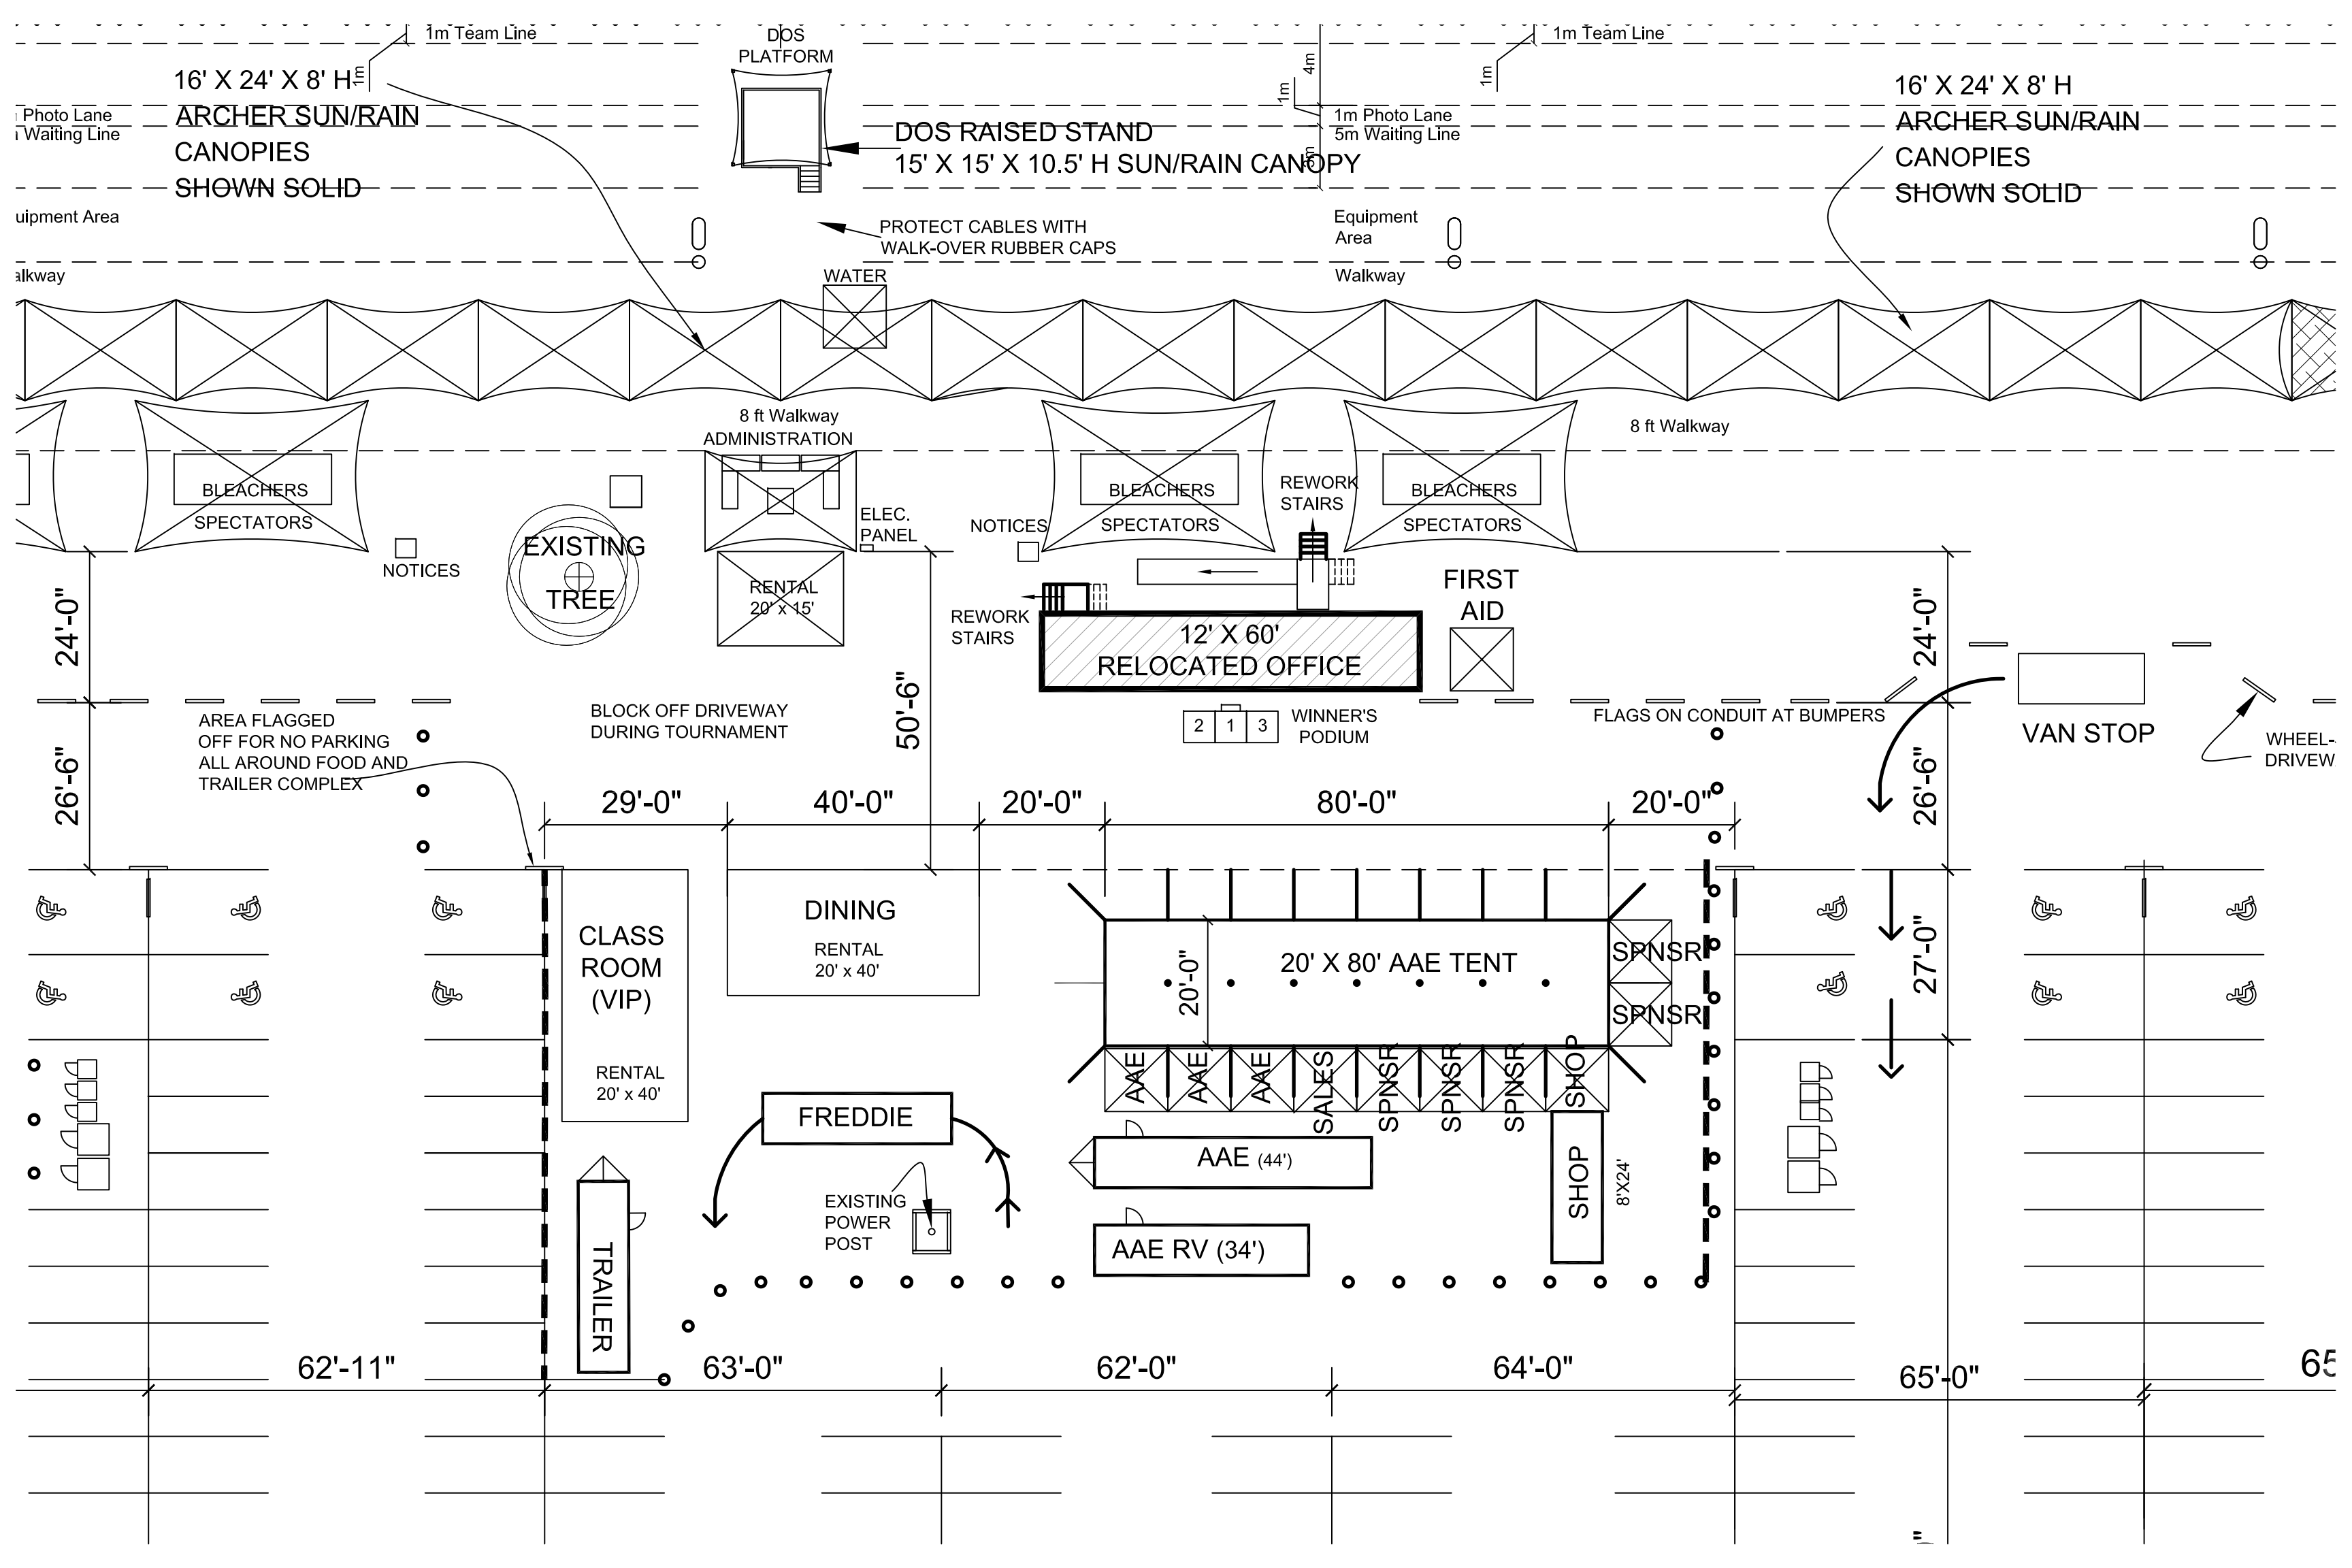 1m Team Line
DOS
PLATFORM
1m Team Line
16' X 24' X 8' H
ARCHER SUN/RAIN
CANOPIES
SHOWN SOLID
1m
4m
1m
1m
16' X 24' X 8' H
ARCHER SUN/RAIN
CANOPIES
SHOWN SOLID
Photo Lane
Waiting Line
DOS RAISED STAND
15' X 15' X 10.5' H SUN/RAIN CANOPY
1m Photo Lane
5m Waiting Line
uipment Area
PROTECT CABLES WITH
WALK-OVER RUBBER CAPS
Equipment
Area
alkway
WATER
Walkway
8 ft Walkway
ADMINISTRATION
8 ft Walkway
BLEACHERS
SPECTATORS
NOTICES
EXISTING
TREE
ELEC.
PANEL
RENTAL
20' x 15'
NOTICES
BLEACHERS
SPECTATORS
REWORK
STAIRS
BLEACHERS
SPECTATORS
REWORK
STAIRS
12' X 60'
RELOCATED OFFICE
FIRST
AID
24'-0"
26'-6"
50'-6"
24'-0"
26'-6"
27'-0"
AREA FLAGGED
OFF FOR NO PARKING
ALL AROUND FOOD AND
TRAILER COMPLEX
BLOCK OFF DRIVEWAY
DURING TOURNAMENT
2 1 3
WINNER'S
PODIUM
FLAGS ON CONDUIT AT BUMPERS
VAN STOP
WHEEL-
DRIVEW
29'-0"
40'-0"
20'-0"
80'-0"
20'-0"
CLASS
ROOM
(VIP)
RENTAL
20' x 40'
DINING
RENTAL
20' x 40'
20'-0"
20' X 80' AAE TENT
SPNSR
SPNSR
AAE
AAE
AAE
SALES
SPNSR
SPNSR
SPNSR
SHOP
FREDDIE
AAE (44')
SHOP
8'X24'
EXISTING
POWER
POST
AAE RV (34')
TRAILER
62'-11"
63'-0"
62'-0"
64'-0"
65'-0"
65